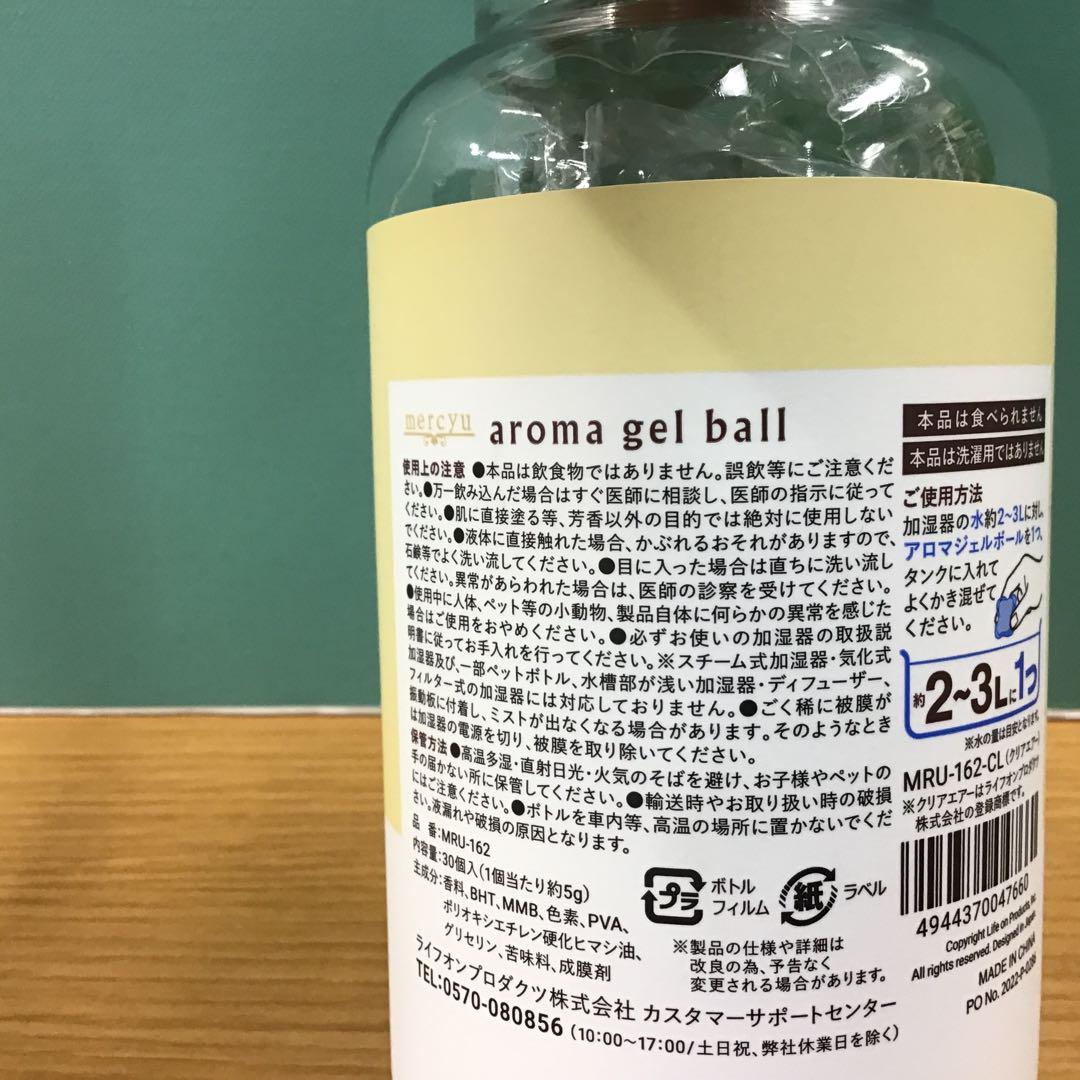 mercyu
aroma gel ball
使用上の注意 ●本品は飲食物ではありません。誤飲等にご注意くだ
さい。●万一飲み込んだ場合はすぐ医師に相談し、医師の指示に従って
ください。●肌に直接塗る等、芳香以外の目的では絶対に使用しない
でください。●液体に直接触れた場合、かぶれるおそれがありますので、
石鹸等でよく洗い流してください。●目に入った場合は直ちに洗い流し
てください。異常があらわれた場合は、医師の診察を受けてください。
●使用中に人体、ペット等の小動物、製品自体に何らかの異常を感じた
場合はご使用をおやめください。●必ずお使いの加湿器の取扱説
明書に従ってお手入れを行ってください。※スチーム式加湿器・気化式
加湿器及び、一部ペットボトル、水槽部が浅い加湿器・ディフューザー、
フィルター式の加湿器には対応しておりません。●ごく稀に被膜が
振動板に付着し、ミストが出なくなる場合があります。そのようなとき
は加湿器の電源を切り、被膜を取り除いてください。
保管方法 ●高温多湿・直射日光・火気のそばを避け、お子様やペットの
手の届かない所に保管してください。●輸送時やお取り扱い時の破損
にはご注意ください。●ボトルを車内等、高温の場所に置かないでくだ
さい。液漏れや破損の原因となります。
品 番:MRU-162
内容量:30個入(1個当たり約5g)
主成分:香料、BHT、MMB、色素、PVA、
ポリオキシエチレン硬化ヒマシ油、
グリセリン、苦味料、成膜剤
プラ
ボトル
フィルム
紙
ラベル
※製品の仕様や詳細は
改良の為、予告なく
変更される場合があります。
ライフオンプロダクツ株式会社 カスタマーサポートセンター
TEL:0570-080856 (10:00〜17:00/土日祝、弊社休業日を除く)
本品は食べられません
本品は洗濯用ではありません
ご使用方法
加湿器の水約2~3Lに対し、
アロマジェルボールを1つ、
タンクに入れて
よくかき混ぜて
ください。
約2~3Lに1つ
※水の量は目安となります。
MRU-162-CL(クリアエアー)
※クリアエアーはライフオンプロダクツ
株式会社の登録商標です。
4944370047660
Copyright Life on Products, Inc.
All rights reserved. Designed in Japan.
MADE IN CHINA
PO No. 2022-P-0286